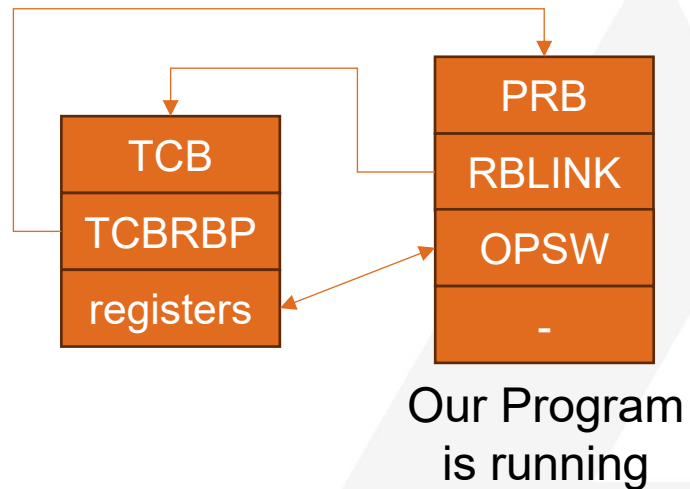 TCB
TCBRBP
registers
PRB
RBLINK
OPSW
-
Our Program
is running